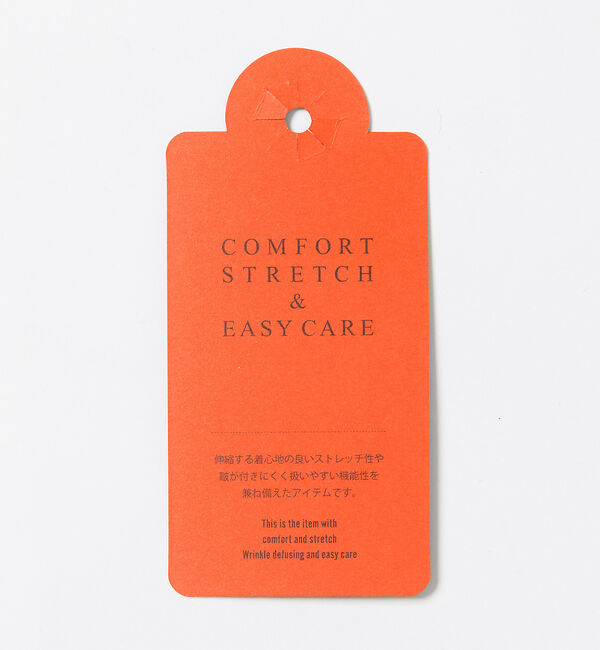 COMFORT
STRETCH
&
EASY CARE
伸縮する着心地の良いストレッチ性や
皺が付きにくく扱いやすい機能性を
兼ね備えたアイテムです。
This is the item with
comfort and stretch
Wrinkle defusing and easy care